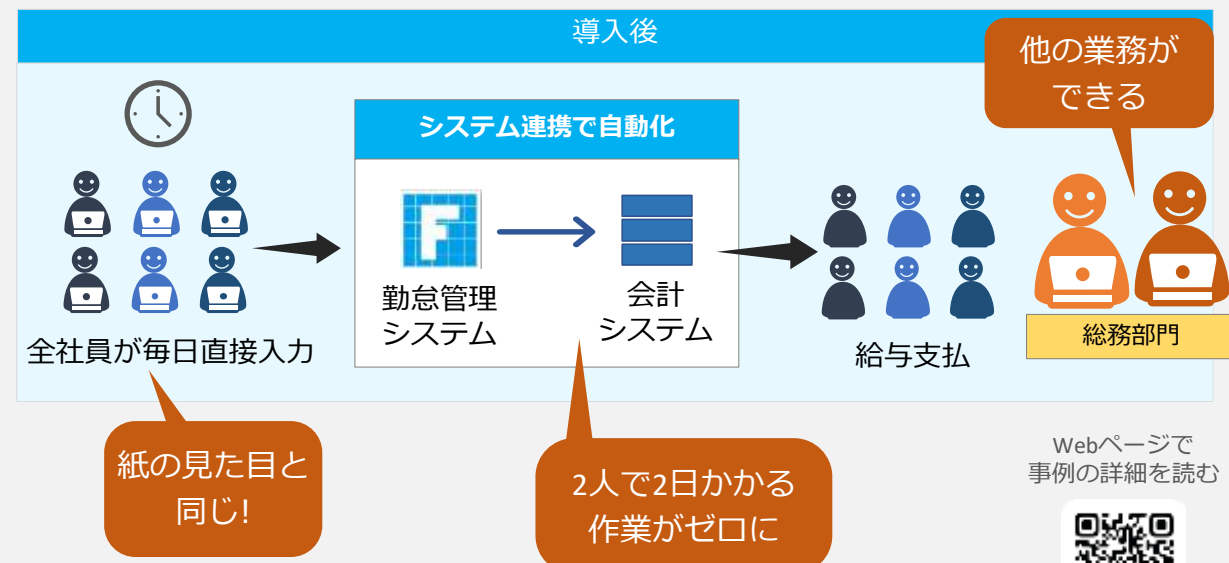 導入後
他の業務が
できる
システム連携で自動化
F
勤怠管理
システム
会計
システム
全社員が毎日直接入力
給与支払
総務部門
紙の見た目と
同じ!
2人で2日かかる
作業がゼロに
Webページで
事例の詳細を読む